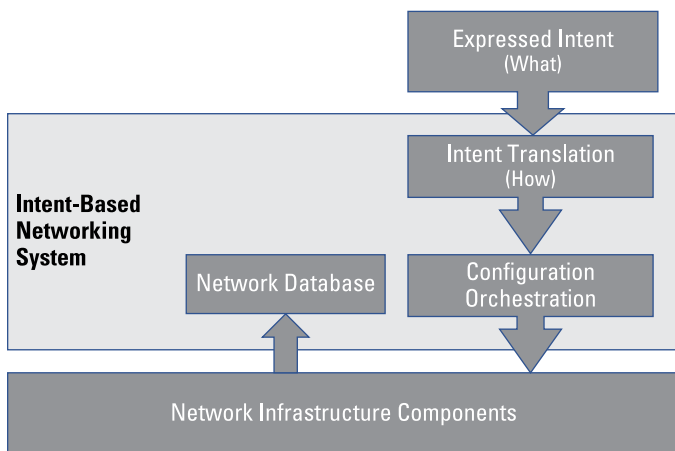 Expressed Intent
(What)
Intent Translation
(How)
Intent-Based
Networking
System
Network Database
Configuration
Orchestration
Network Infrastructure Components